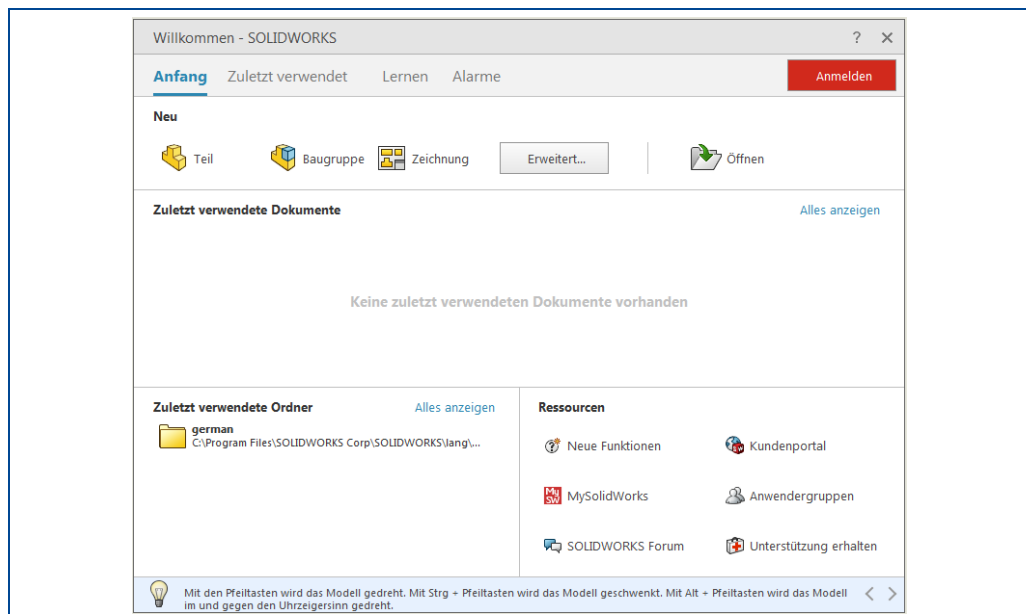 Willkommen - SOLIDWORKS ? ×
Anfang Zuletzt verwendet Lernen Alarme Anmelden
Neu
Teil Baugruppe Zeichnung Erweitert... Öffnen
Zuletzt verwendete Dokumente Alles anzeigen
Keine zuletzt verwendeten Dokumente vorhanden
Zuletzt verwendete Ordner Alles anzeigen
german
C:\Program Files\SOLIDWORKS Corp\SOLIDWORKS\lang\...
Ressourcen
Neue Funktionen Kundenportal
MySolidWorks Anwendergruppen
SOLIDWORKS Forum Unterstützung erhalten
Mit den Pfeiltasten wird das Modell gedreht. Mit Strg + Pfeiltasten wird das Modell geschwenkt. Mit Alt + Pfeiltasten wird das Modell
im und gegen den Uhrzeigersinn gedreht.